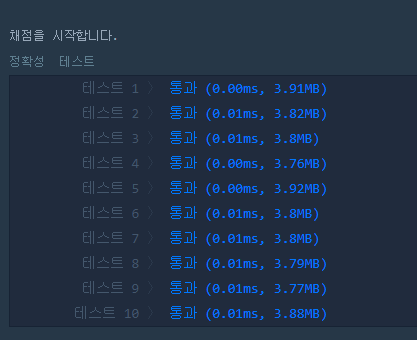 채점을 시작합니다.
정확성 테스트
테스트 1 〉 통과 (0.00ms, 3.91MB)
테스트 2 〉 통과 (0.01ms, 3.82MB)
테스트 3 〉 통과 (0.01ms, 3.8MB)
테스트 4 〉 통과 (0.00ms, 3.76MB)
테스트 5 〉 통과 (0.00ms, 3.92MB)
테스트 6 〉 통과 (0.01ms, 3.8MB)
테스트 7 〉 통과 (0.01ms, 3.8MB)
테스트 8 〉 통과 (0.01ms, 3.79MB)
테스트 9 〉 통과 (0.01ms, 3.77MB)
테스트 10 〉 통과 (0.01ms, 3.88MB)